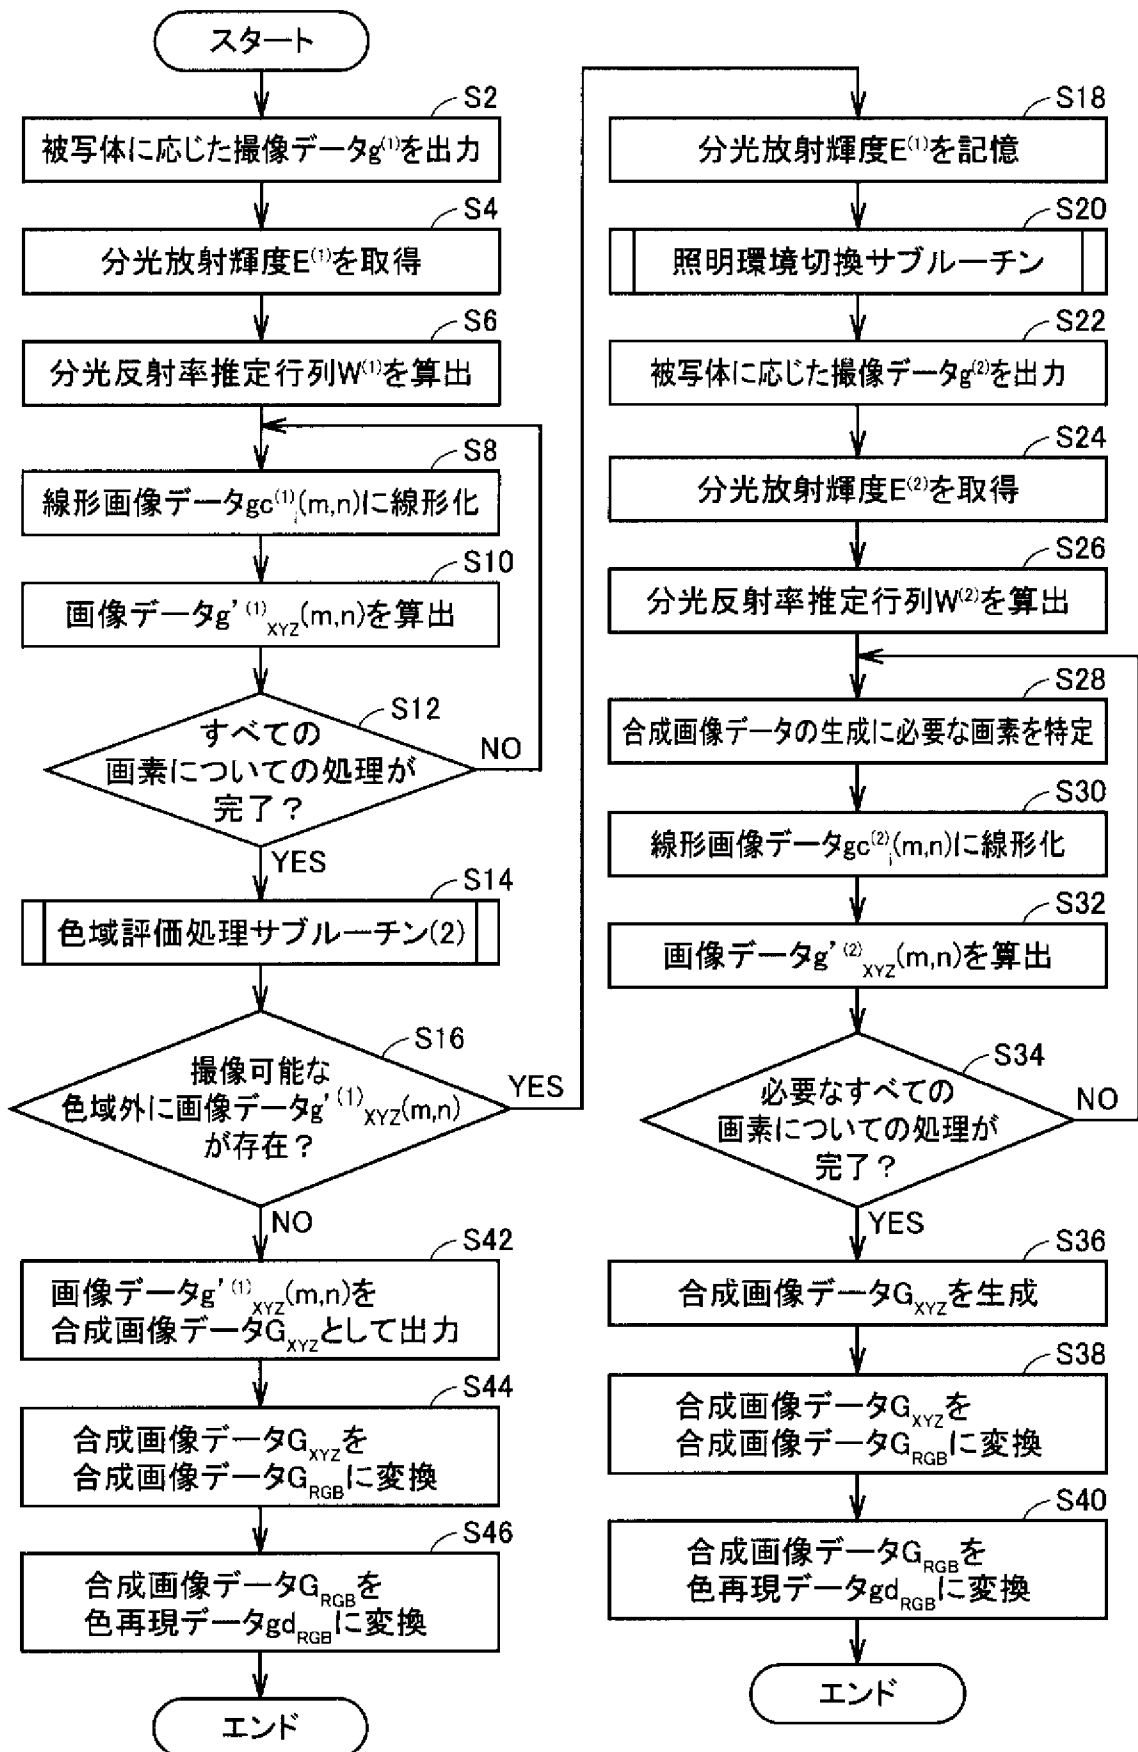 スタート
S2
被写体に応じた撮像データg⁽¹⁾を出力
S4
分光放射輝度E⁽¹⁾を取得
S6
分光反射率推定行列W⁽¹⁾を算出
S8
線形画像データgc⁽¹⁾ᵢ(m,n)に線形化
S10
画像データg'⁽¹⁾XYZ(m,n)を算出
S12
すべての
画素についての処理が
完了？
NO
YES
S14
色域評価処理サブルーチン(2)
S16
撮像可能な
色域外に画像データg'⁽¹⁾XYZ(m,n)
が存在？
YES
NO
S42
画像データg'⁽¹⁾XYZ(m,n)を
合成画像データGXYZとして出力
S44
合成画像データGXYZを
合成画像データGRGBに変換
S46
合成画像データGRGBを
色再現データgdRGBに変換
エンド
S18
分光放射輝度E⁽¹⁾を記憶
S20
照明環境切換サブルーチン
S22
被写体に応じた撮像データg⁽²⁾を出力
S24
分光放射輝度E⁽²⁾を取得
S26
分光反射率推定行列W⁽²⁾を算出
S28
合成画像データの生成に必要な画素を特定
S30
線形画像データgc⁽²⁾ᵢ(m,n)に線形化
S32
画像データg'⁽²⁾XYZ(m,n)を算出
S34
必要なすべての
画素についての処理が
完了？
NO
YES
S36
合成画像データGXYZを生成
S38
合成画像データGXYZを
合成画像データGRGBに変換
S40
合成画像データGRGBを
色再現データgdRGBに変換
エンド